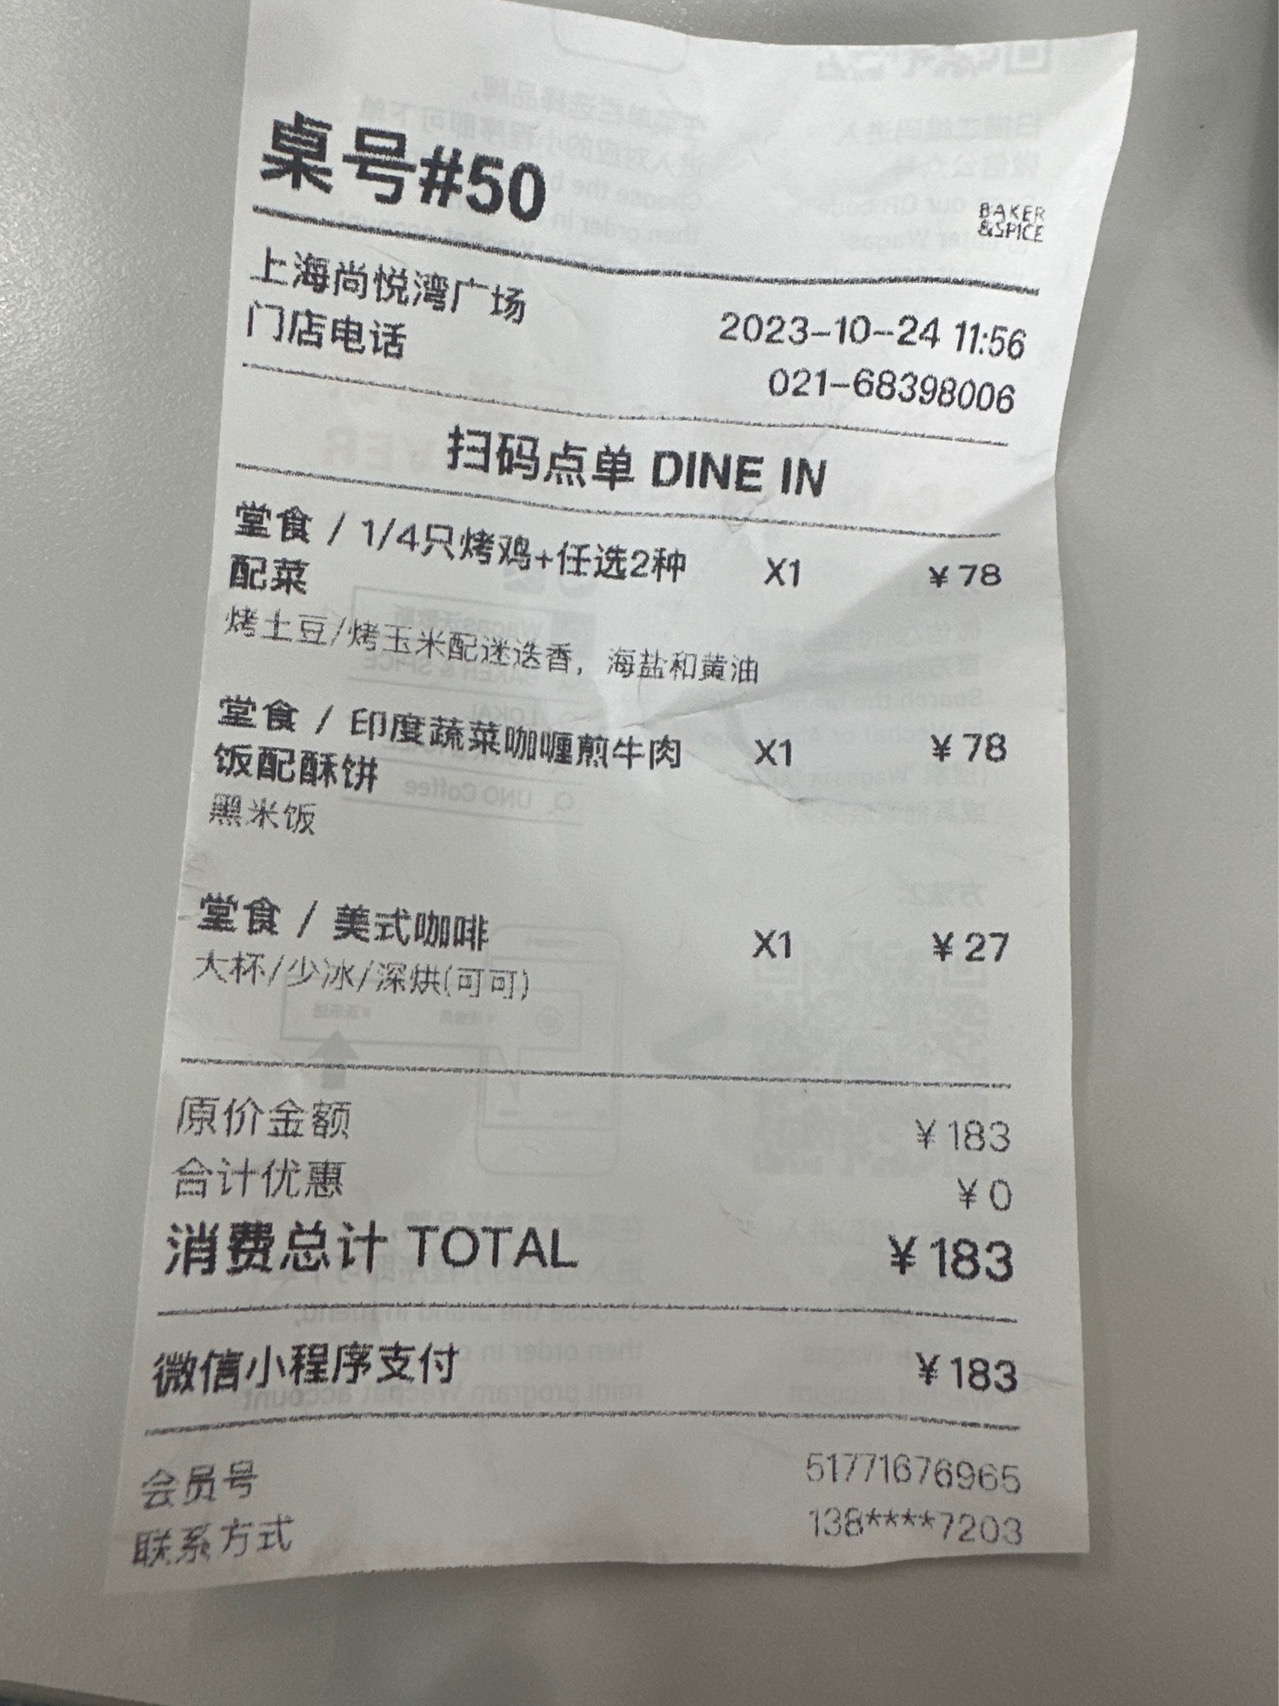 桌号#50
BAKER
&SPICE
上海尚悦湾广场 2023-10-24 11:56
门店电话 021-68398006
扫码点单 DINE IN
堂食 / 1/4只烤鸡+任选2种 X1 ¥78
配菜
烤土豆/烤玉米配迷迭香，海盐和黄油
堂食 / 印度蔬菜咖喱煎牛肉 X1 ¥78
饭配酥饼
黑米饭
堂食 / 美式咖啡 X1 ¥27
大杯/少冰/深烘(可可)
原价金额 ¥183
合计优惠 ¥0
消费总计 TOTAL ¥183
微信小程序支付 ¥183
会员号 51771676965
联系方式 138****7203